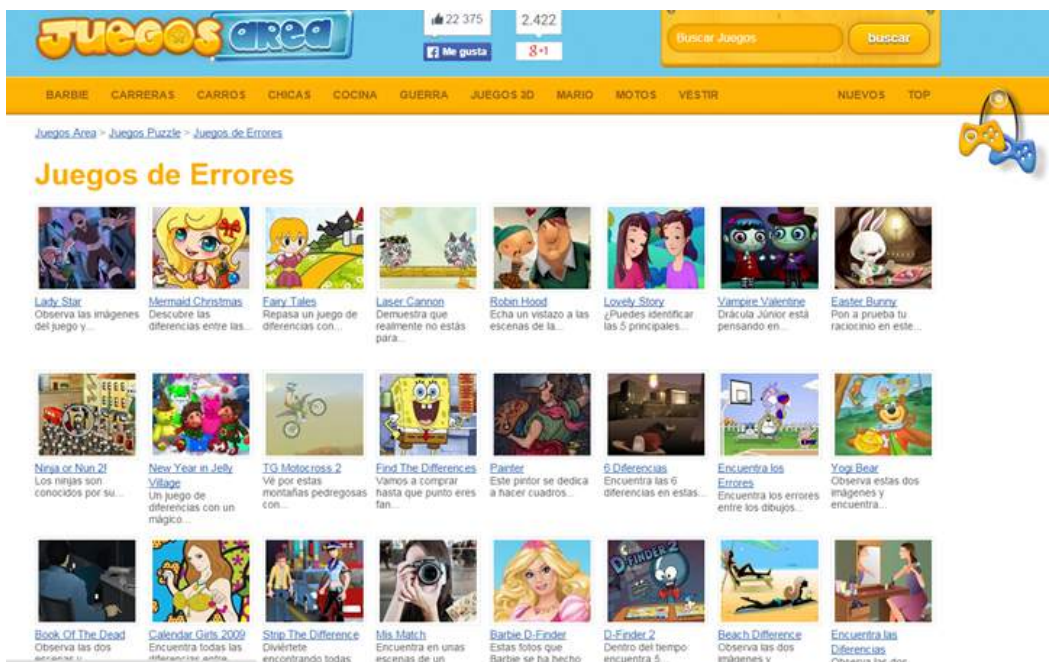 JUEGOS AREA
22 375
2.422
Me gusta
g+1
Buscar Juegos
buscar
BARBIE CARRERAS CARROS CHICAS COCINA GUERRA JUEGOS 3D MARIO MOTOS VESTIR NUEVOS TOP
Juegos Area > Juegos Puzzle > Juegos de Errores
Juegos de Errores
Lady Star
Observa las imágenes
del juego y...
Mermaid Christmas
Descubre las
diferencias entre las...
Fairy Tales
Repasa un juego de
diferencias con...
Laser Cannon
Demuestra que
realmente no estás
para...
Robin Hood
Echa un vistazo a las
escenas de la...
Lovely Story
¿Puedes identificar
las 5 principales...
Vampire Valentine
Drácula Júnior está
pensando en...
Easter Bunny
Pon a prueba tu
raciocinio en este...
Ninja or Nun 2!
Los ninjas son
conocidos por su...
New Year in Jelly
Village
Un juego de
diferencias con un
mágico...
TG Motocross 2
Vé por estas
montañas pedregosas
con...
Find The Differences
Vamos a comprar
hasta que punto eres
fan...
Painter
Este pintor se dedica
a hacer cuadros...
6 Diferencias
Encuentra las 6
diferencias en estas...
Encuentra los
Errores
Encuentra los errores
entre los dibujos...
Yogi Bear
Observa estas dos
imágenes y
encuentra...
D-FINDER 2
Book Of The Dead
Observa las dos
escenas y
Calendar Girls 2009
Encuentra todas las
diferencias entre
Strip The Difference
Diviértete
encontrando todas
Mis Match
Encuentra en unas
escenas de un
Barbie D-Finder
Estas fotos que
Barbie se ha hecho
D-Finder 2
Dentro del tiempo
encuentra 5
Beach Difference
Observa las dos
imágenes y
Encuentra las
Diferencias
Observa las dos